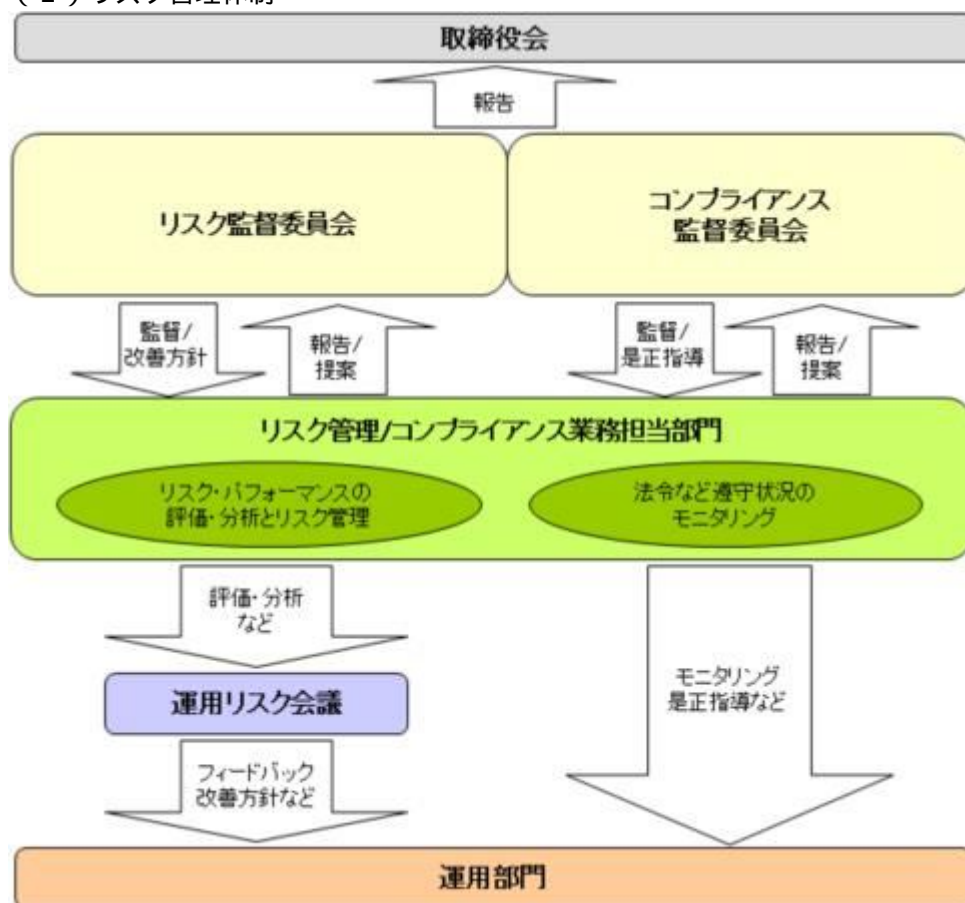 取締役会
報告
リスク監督委員会
コンプライアンス
監督委員会
監督/
改善方針
報告/
提案
監督/
是正指導
報告/
提案
リスク管理/コンプライアンス業務担当部門
リスク・パフォーマンスの
評価・分析とリスク管理
法令など遵守状況の
モニタリング
評価・分析
など
運用リスク会議
モニタリング
是正指導など
フィードバック
改善方針など
運用部門